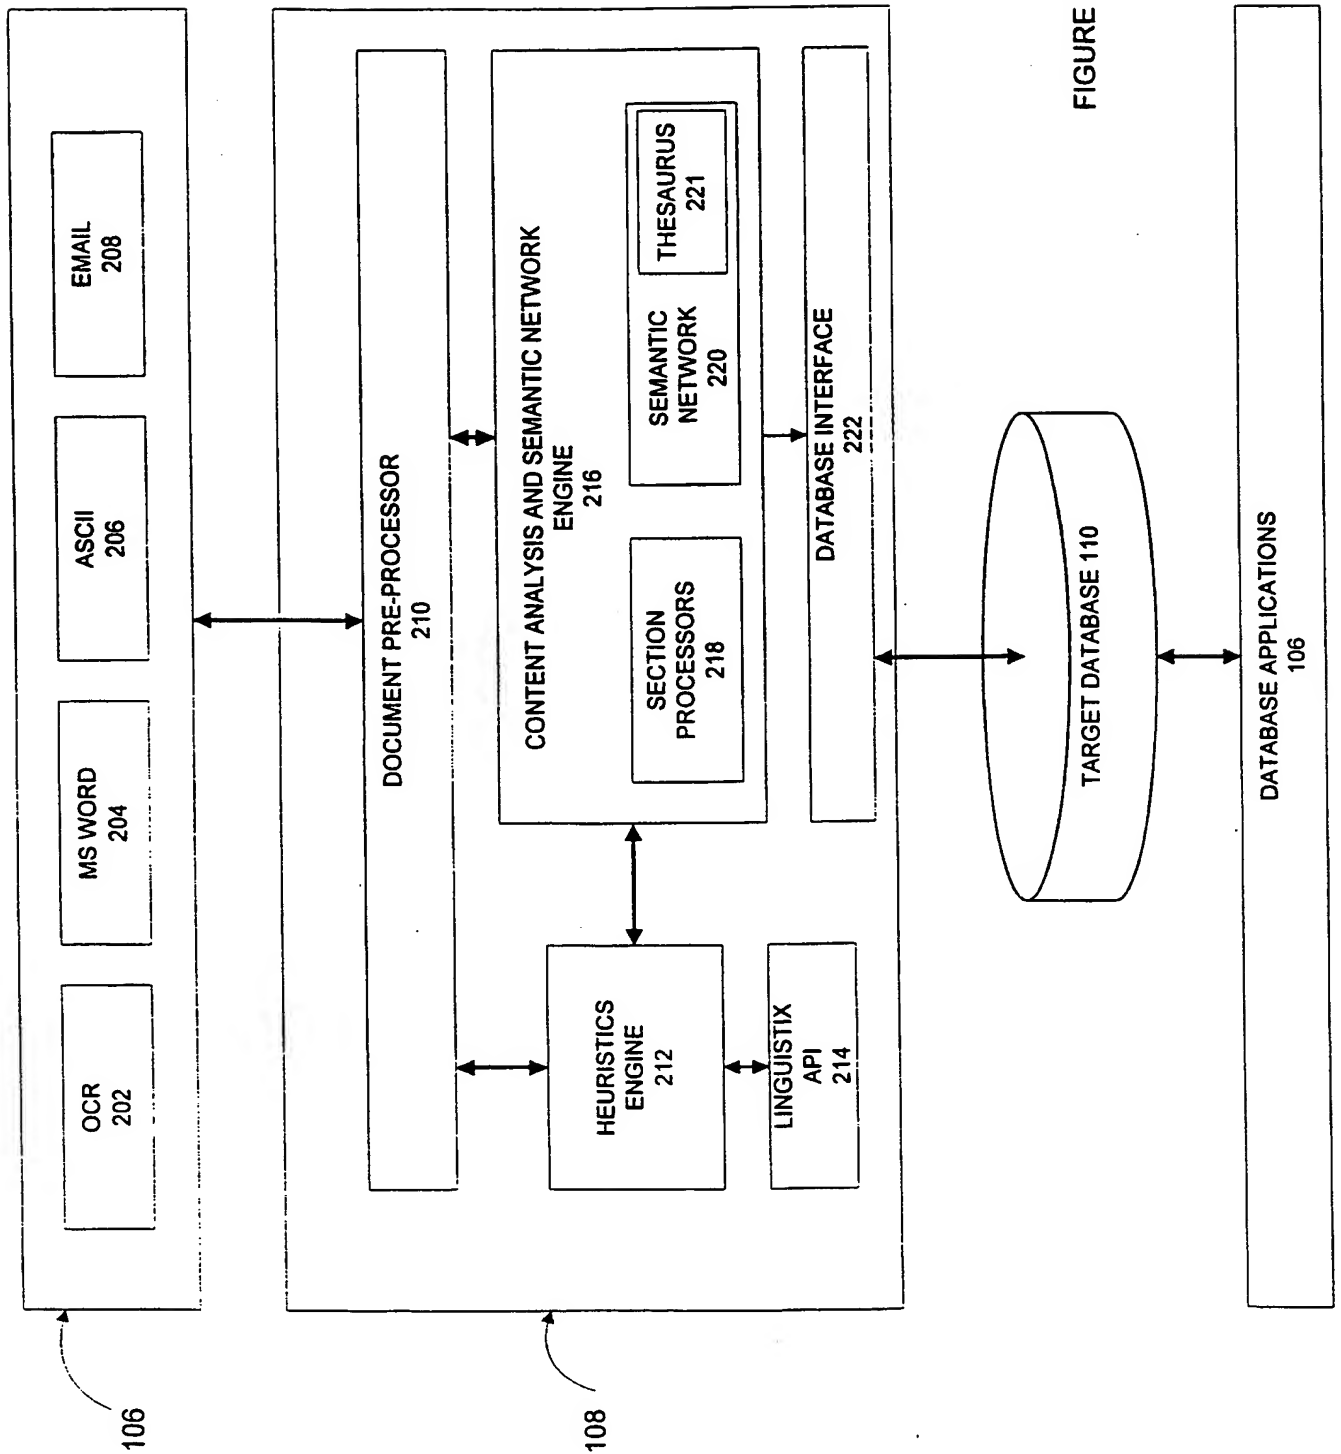 106
OCR
202
MS WORD
204
ASCII
206
EMAIL
208
108
DOCUMENT PRE-PROCESSOR
210
HEURISTICS
ENGINE
212
LINGUISTIX
API
214
CONTENT ANALYSIS AND SEMANTIC NETWORK
ENGINE
216
SECTION
PROCESSORS
218
SEMANTIC
NETWORK
220
THESAURUS
221
DATABASE INTERFACE
222
TARGET DATABASE 110
FIGURE
DATABASE APPLICATIONS
106